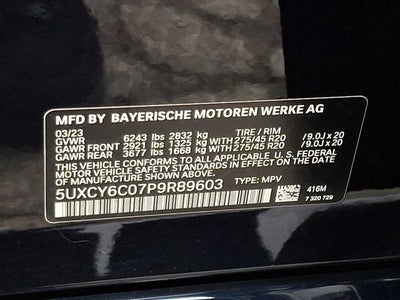 MFD BY BAYERISCHE MOTOREN WERKE AG
03/23 TIRE / RIM
GVWR 6243 lbs 2832 kg
GAWR FRONT 2921 lbs 1325 kg WITH 275/45 R20 / 9.0J x 20
GAWR REAR 3677 lbs 1668 kg WITH 275/45 R20 / 9.0J x 20
THIS VEHICLE CONFORMS TO ALL APPLICABLE U.S. FEDERAL
MOTOR VEHICLE SAFETY STANDARDS IN EFFECT ON THE
DATE OF MANUFACTURE SHOWN ABOVE.
5UXCY6C07P9R89603 TYPE: MPV
416M
7 320 729